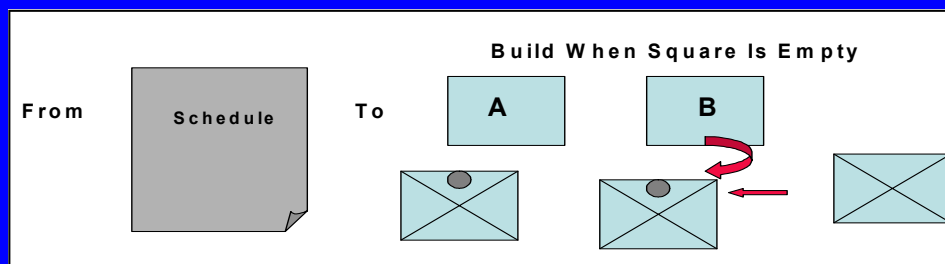 Build When Square Is Empty
From
Schedule
To
A
B